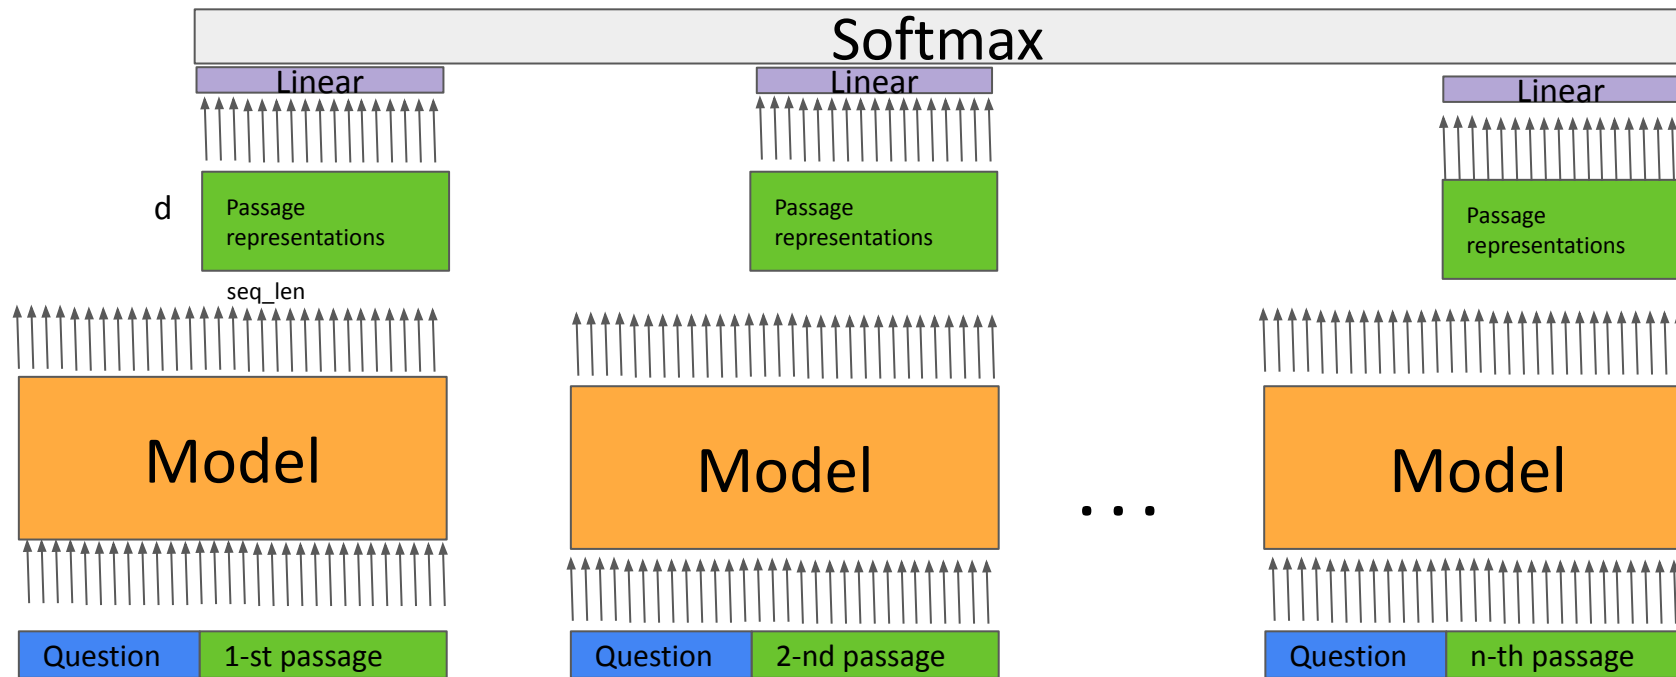 Softmax
Linear
Linear
Linear
d
Passage
representations
Passage
representations
Passage
representations
seq_len
Model
Model
...
Model
Question
1-st passage
Question
2-nd passage
Question
n-th passage